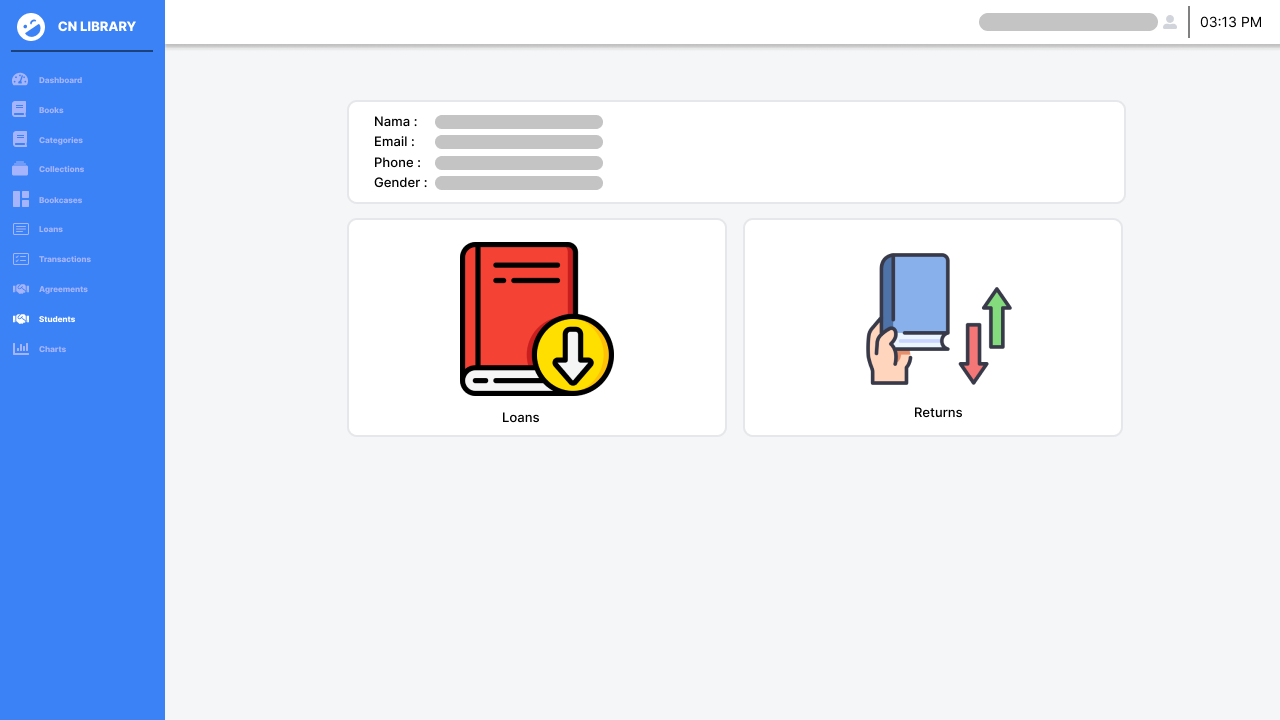 CN LIBRARY
03:13 PM
Dashboard
Books
Categories
Collections
Bookcases
Loans
Transactions
Agreements
Students
Charts
Nama :
Email :
Phone :
Gender :
Loans
Returns